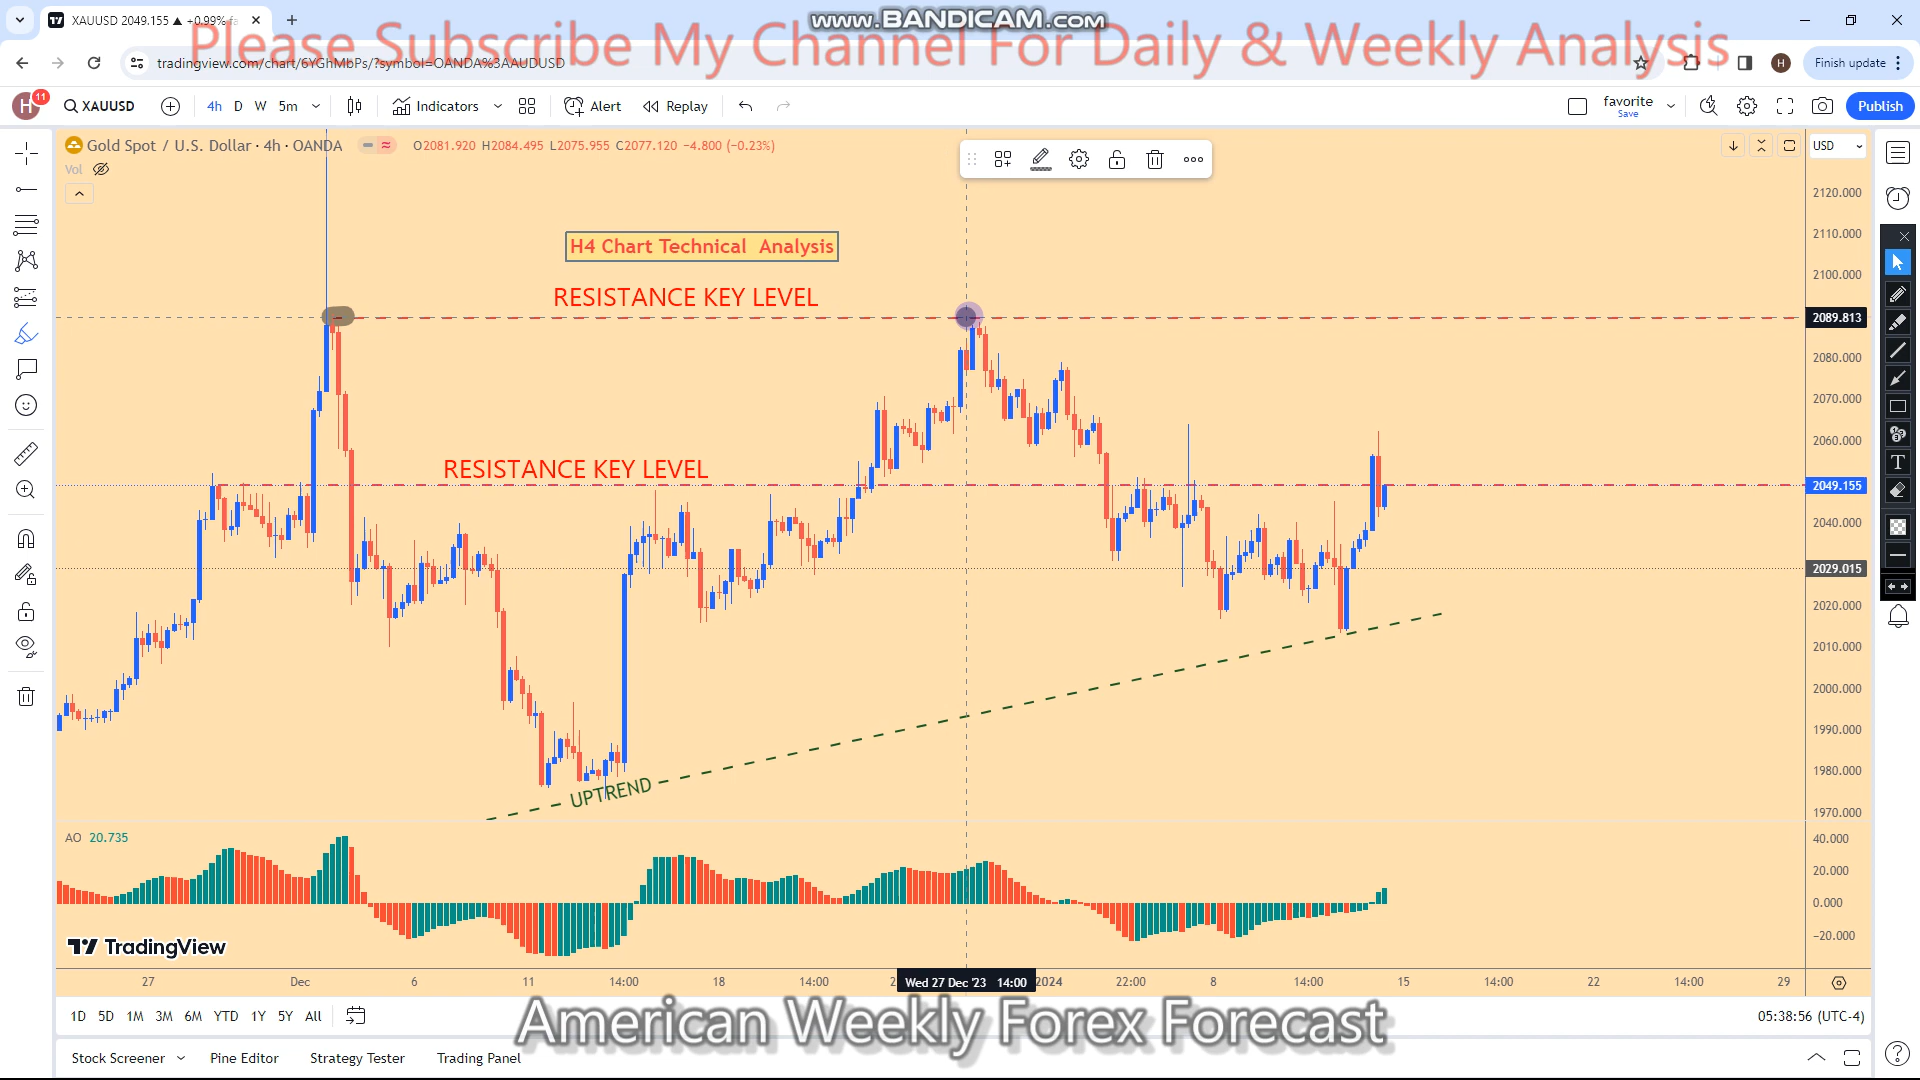 www.BANDICAM.com
XAUUSD 2049.155 ▲ +0.99%
Please Subscribe My Channel For Daily & Weekly Analysis
tradingview.com/chart/6YGhMbPs/?symbol=OANDA%3AAUDUSD
H
Finish update
H
11
XAUUSD
4h
D
W
5m
Indicators
Alert
Replay
favorite
Save
Publish
Gold Spot / U.S. Dollar · 4h · OANDA
O2081.920 H2084.495 L2075.955 C2077.120 −4.800 (−0.23%)
USD
Vol
2120.000
2110.000
H4 Chart Technical Analysis
2100.000
RESISTANCE KEY LEVEL
2089.813
2080.000
2070.000
2060.000
RESISTANCE KEY LEVEL
2049.155
2040.000
2029.015
2020.000
2010.000
2000.000
1990.000
1980.000
UPTREND
1970.000
AO 20.735
40.000
20.000
0.000
−20.000
TradingView
27
Dec
6
11
14:00
18
14:00
2
Wed 27 Dec '23 14:00
2024
22:00
8
14:00
15
14:00
22
14:00
29
1D
5D
1M
3M
6M
YTD
1Y
5Y
All
05:38:56 (UTC-4)
American Weekly Forex Forecast
Stock Screener
Pine Editor
Strategy Tester
Trading Panel